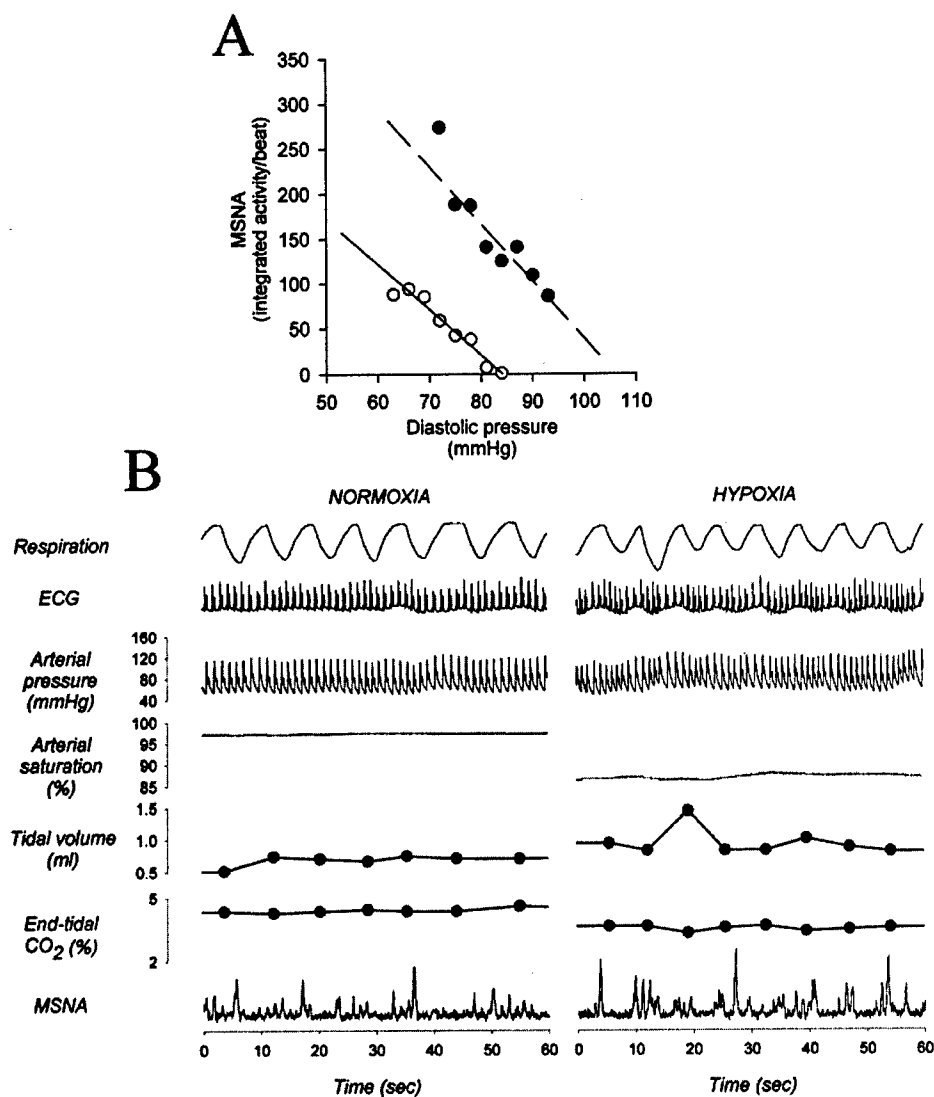 A
350
300
250
200
150
100
50
0
MSNA
(integrated activity/beat)
50 60 70 80 90 100 110
Diastolic pressure
(mmHg)
B
NORMOXIA HYPOXIA
Respiration
ECG
160
120
80
40
Arterial
pressure
(mmHg)
100
95
90
85
Arterial
saturation
(%)
1.5
1.0
0.5
Tidal volume
(ml)
5
2
End-tidal
CO2 (%)
MSNA
0 10 20 30 40 50 60 0 10 20 30 40 50 60
Time (sec) Time (sec)